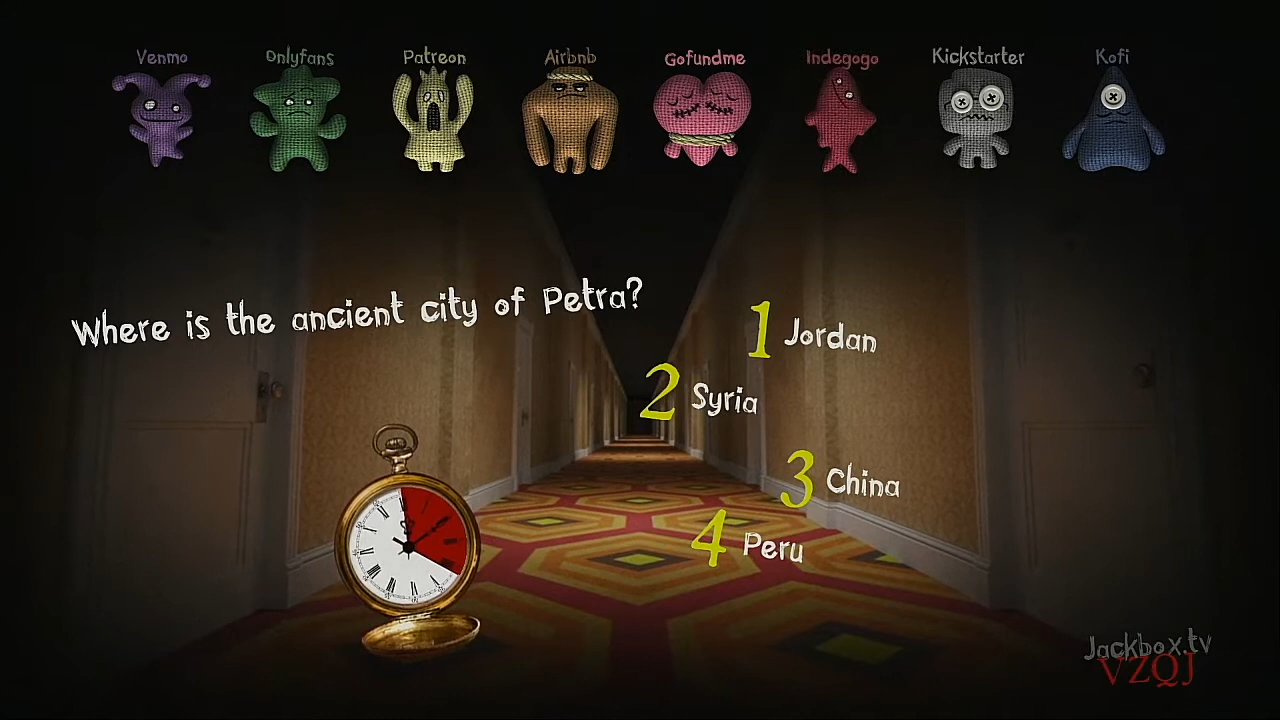 Venmo
Onlyfans
Patreon
Airbnb
Gofundme
Indegogo
Kickstarter
Kofi
Where is the ancient city of Petra?
1 Jordan
2 Syria
3 China
4 Peru
Jackbox.tv
VZQJ